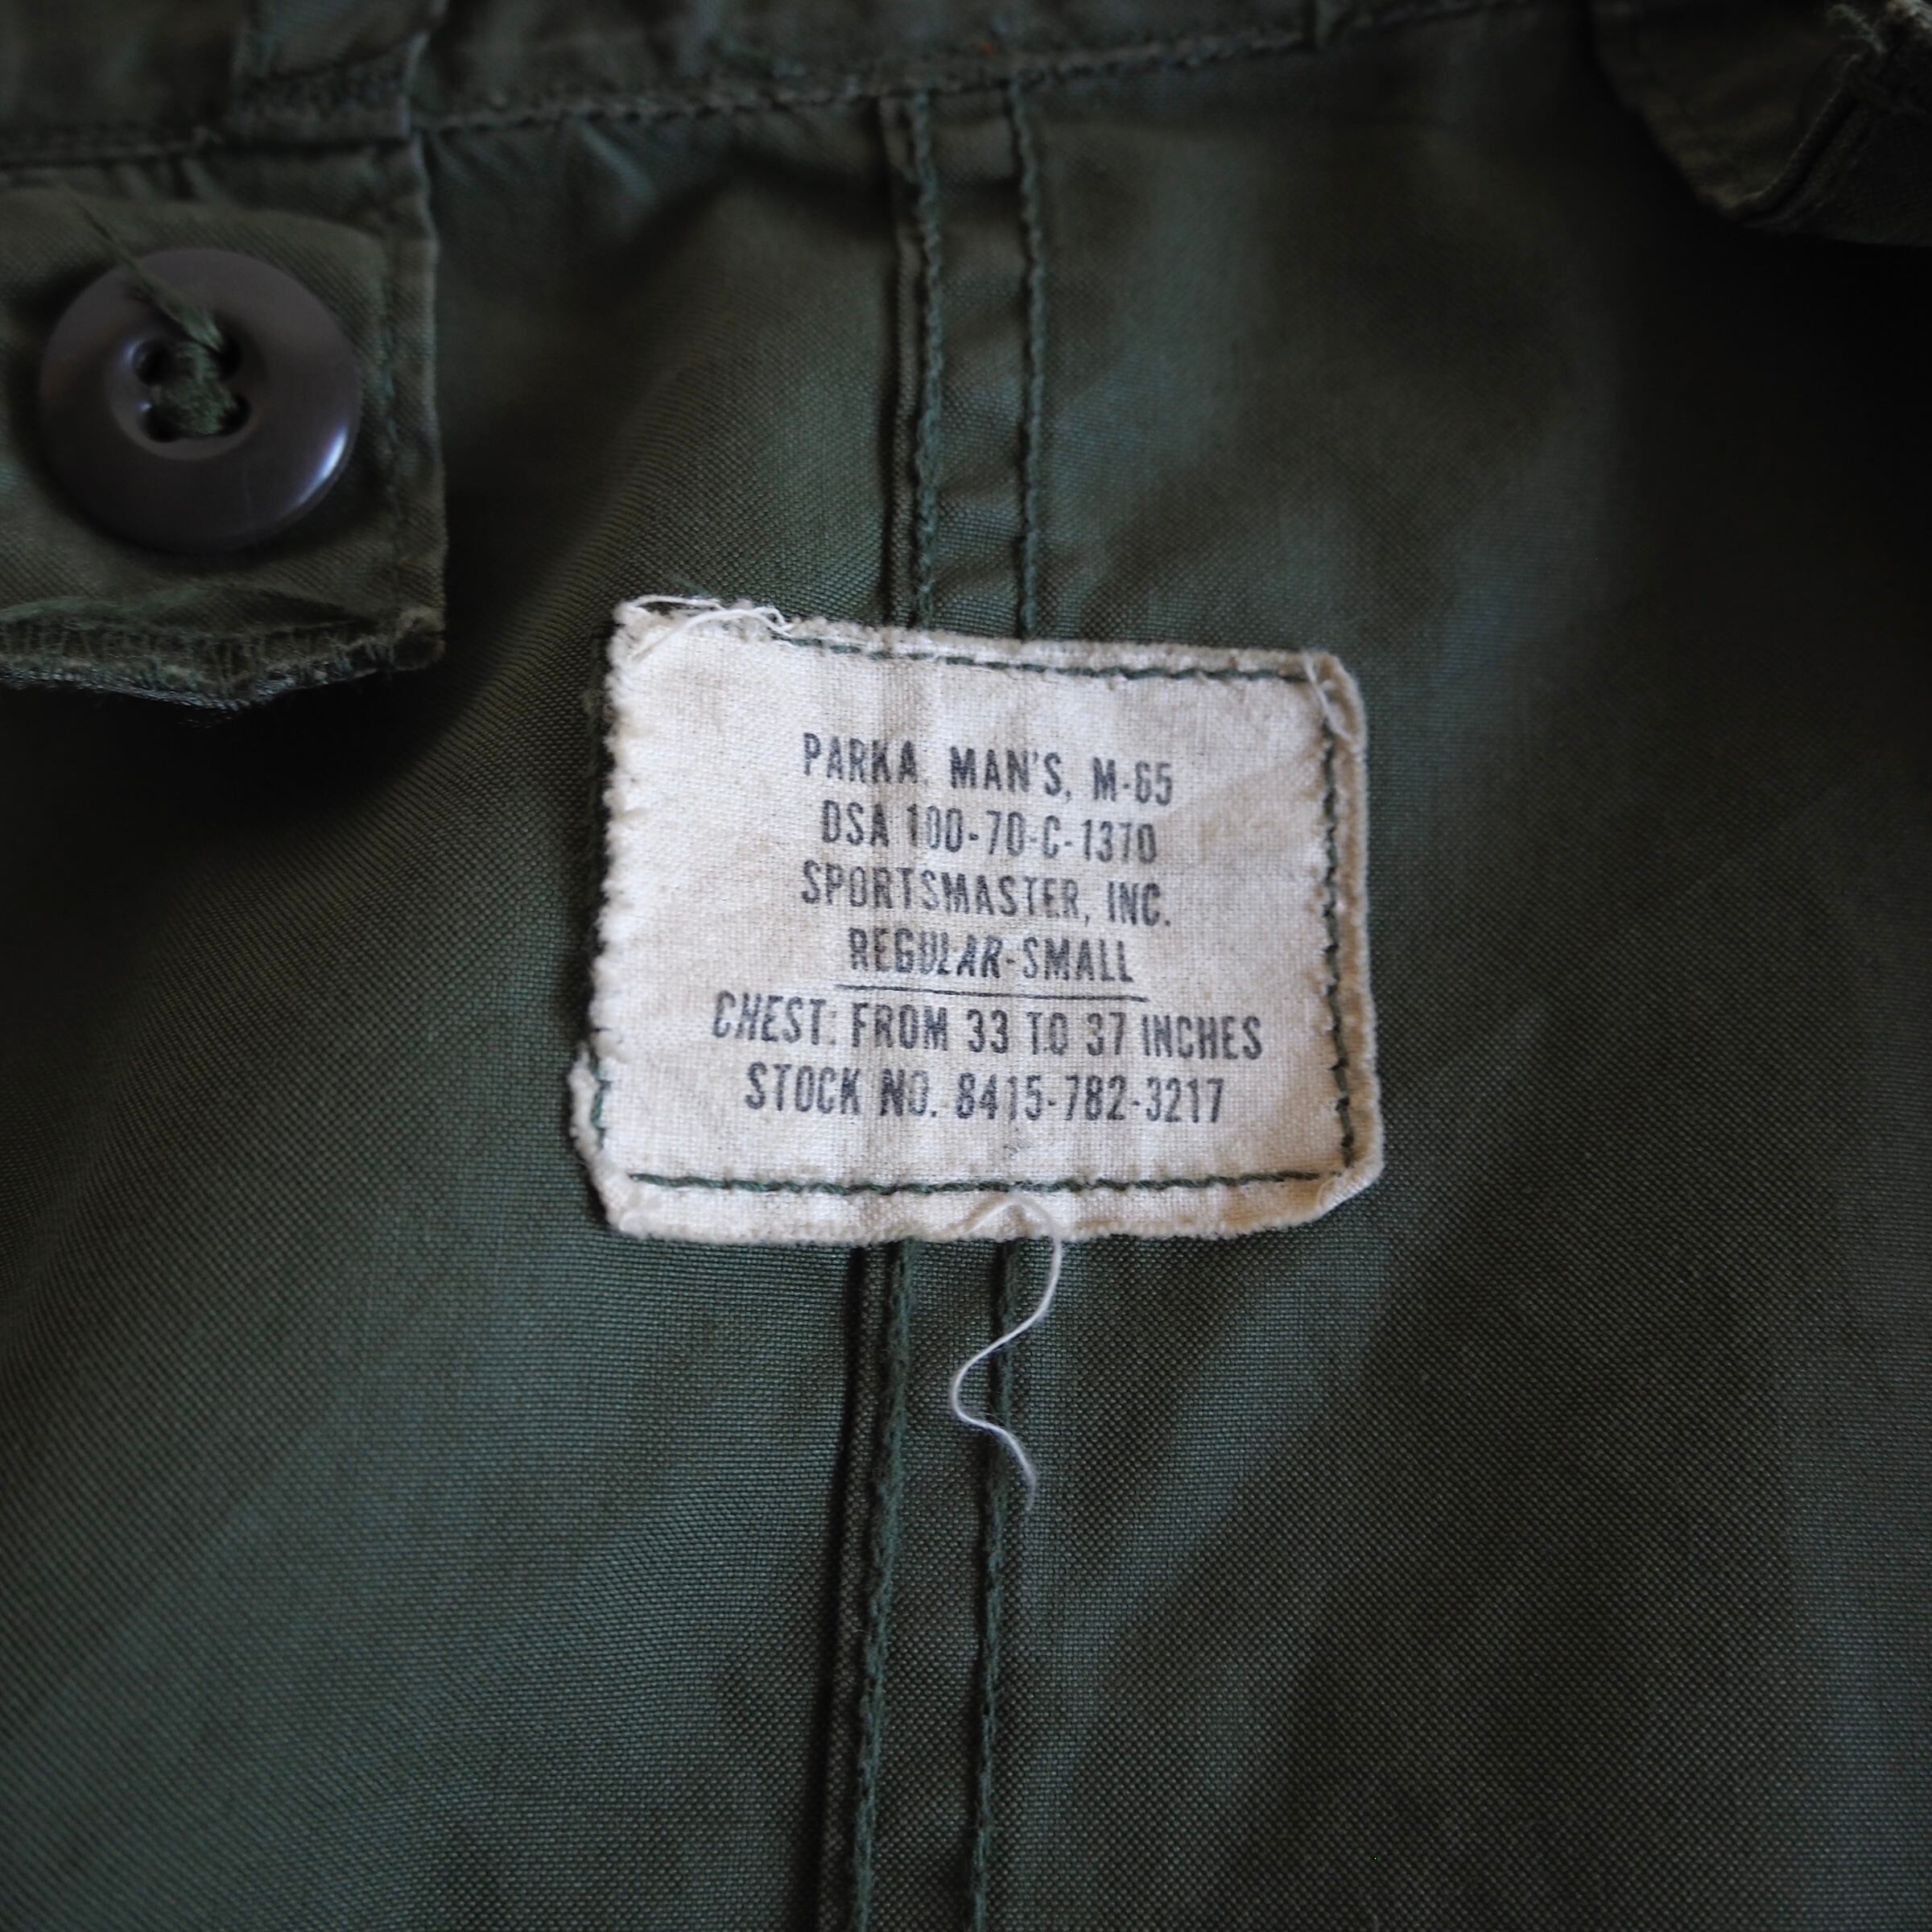 PARKA, MAN'S, M-65
DSA 100-70-C-1370
SPORTSMASTER, INC.
REGULAR-SMALL
CHEST: FROM 33 TO 37 INCHES
STOCK NO. 8415-782-3217